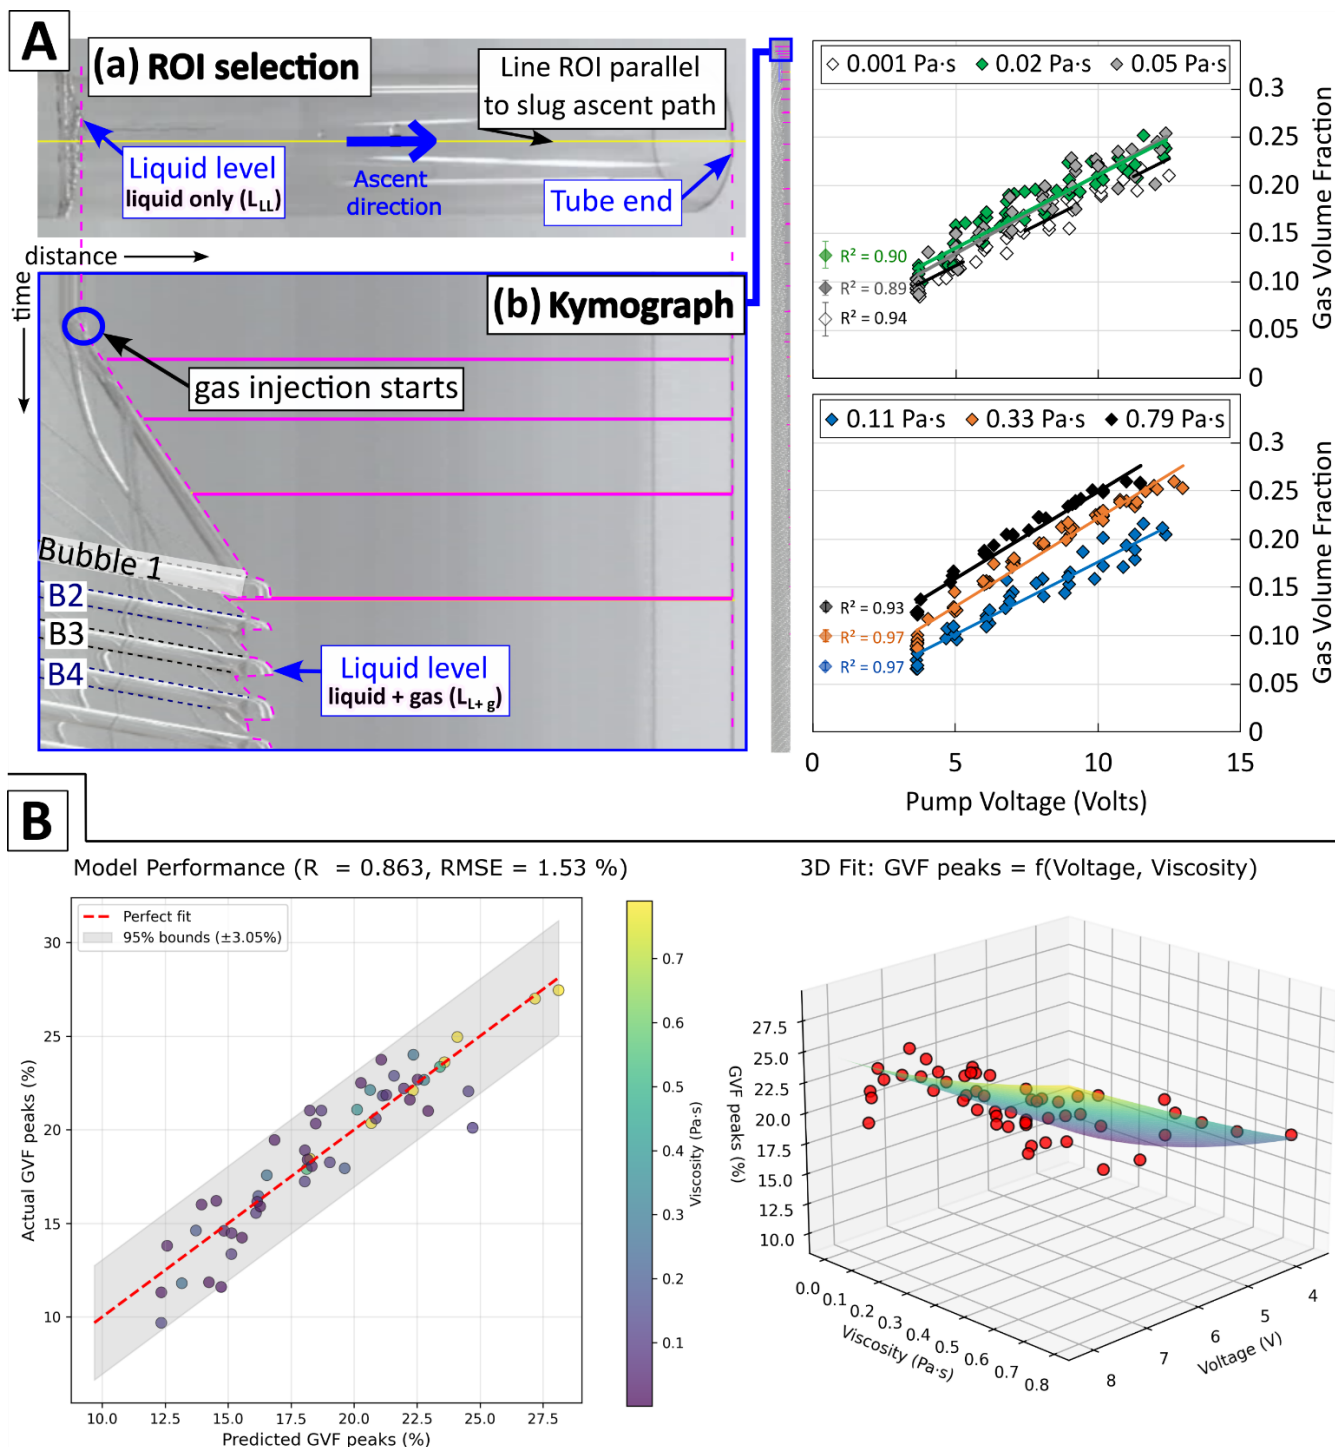 A
(a) ROI selection
Line ROI parallel
to slug ascent path
Liquid level
liquid only (L_LL)
Ascent
direction
Tube end
distance
time
(b) Kymograph
gas injection starts
Bubble 1
B2
B3
B4
Liquid level
liquid + gas (L_L+g)
0.001 Pa·s 0.02 Pa·s 0.05 Pa·s
0.3
0.25
0.20
0.15
0.10
0.05
0
Gas Volume Fraction
R² = 0.90
R² = 0.89
R² = 0.94
0.11 Pa·s 0.33 Pa·s 0.79 Pa·s
0.3
0.25
0.20
0.15
0.10
0.05
0
Gas Volume Fraction
R² = 0.93
R² = 0.97
R² = 0.97
0 5 10 15
Pump Voltage (Volts)
B
Model Performance (R = 0.863, RMSE = 1.53 %)
Perfect fit
95% bounds (±3.05%)
30
25
20
15
10
Actual GVF peaks (%)
10.0 12.5 15.0 17.5 20.0 22.5 25.0 27.5
Predicted GVF peaks (%)
0.7
0.6
0.5
0.4
0.3
0.2
0.1
Viscosity (Pa·s)
3D Fit: GVF peaks = f(Voltage, Viscosity)
27.5
25.0
22.5
20.0
17.5
15.0
12.5
10.0
GVF peaks (%)
0.0 0.1 0.2 0.3 0.4 0.5 0.6 0.7 0.8
Viscosity (Pa·s)
8 7 6 5 4
Voltage (V)